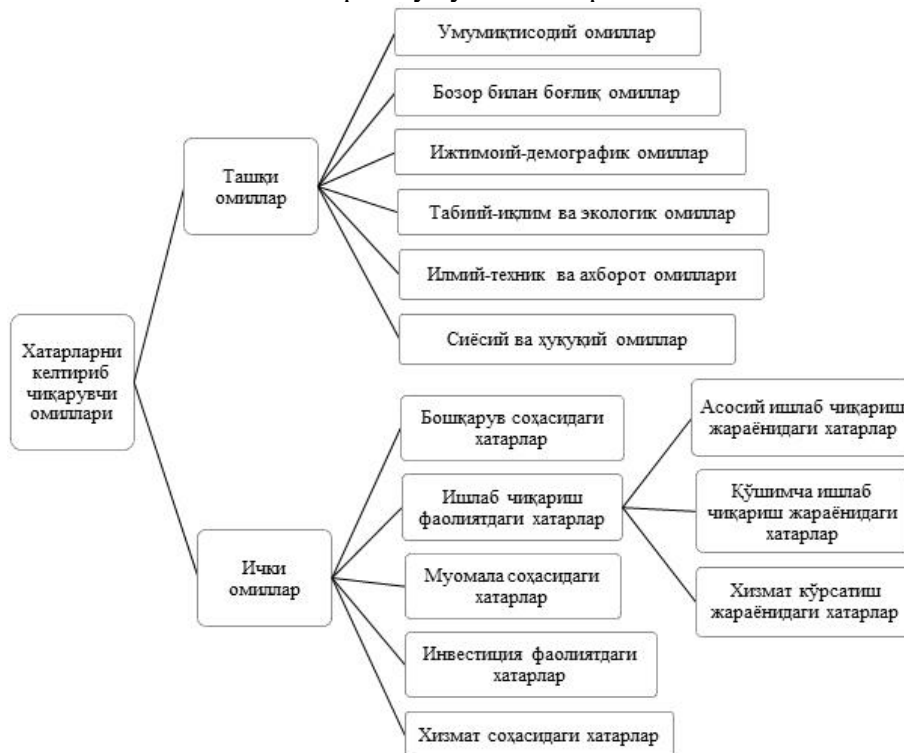 Хатарларни
келтириб
чиқарувчи
омиллари
Ташқи
омиллар
Умумиқтисодий омиллар
Бозор билан боғлиқ омиллар
Ижтимоий-демографик омиллар
Табиий-иқлим ва экологик омиллар
Илмий-техник ва ахборот омиллари
Сиёсий ва ҳуқуқий омиллар
Ички
омиллар
Бошқарув соҳасидаги
хатарлар
Ишлаб чиқариш
фаолиятдаги хатарлар
Муомала соҳасидаги
хатарлар
Инвестиция фаолиятдаги
хатарлар
Хизмат соҳасидаги хатарлар
Асосий ишлаб чиқариш
жараёнидаги хатарлар
Қўшимча ишлаб
чиқариш жараёнидаги
хатарлар
Хизмат кўрсатиш
жараёнидаги хатарлар